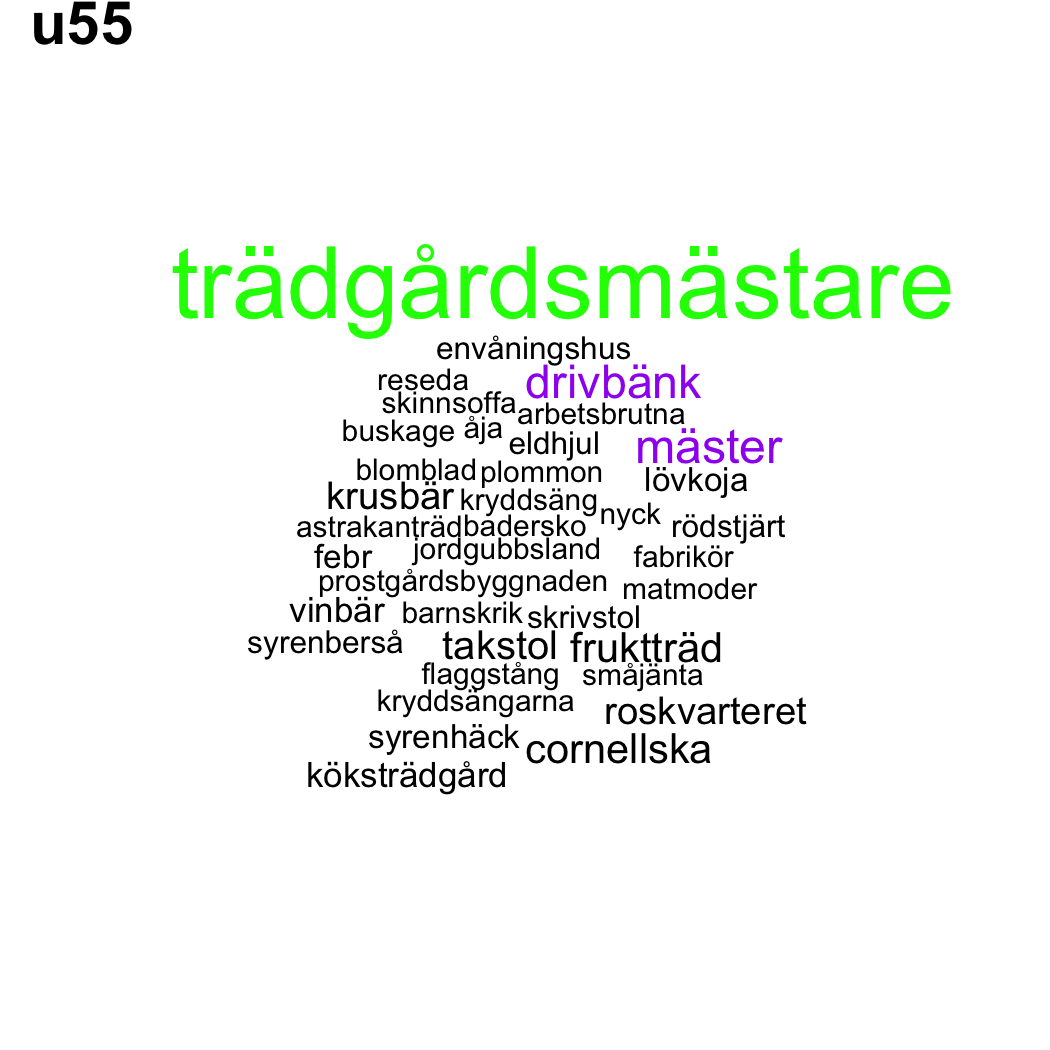 u55
trädgårdsmästare
envåningshus
reseda drivbänk
skinnsoffa arbetsbrutna
buskage åja eldhjul mäster
blomblad plommon lövkoja
krusbär kryddsäng nyck
astrakanträd badersko rödstjärt
febr jordgubbsland fabrikör
prostgårdsbyggnaden matmoder
vinbär barnskrik skrivstol
syrenberså takstol fruktträd
flaggstång småjänta
kryddsängarna roskvarteret
syrenhäck cornellska
köksträdgård